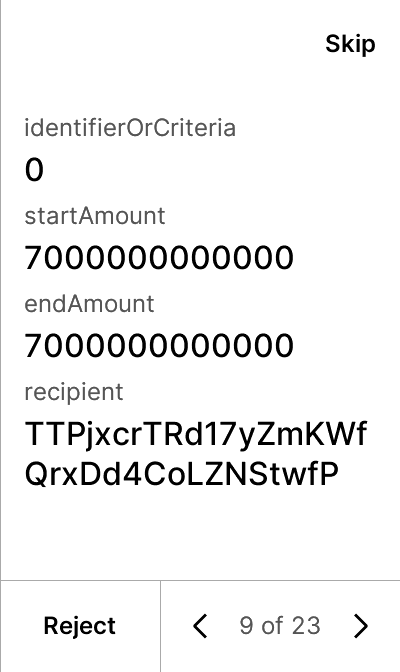 Skip
identifierOrCriteria
0
startAmount
7000000000000
endAmount
7000000000000
recipient
TTPjxcrTRd17yZmKWf
QrxDd4CoLZNStwfP
Reject
9 of 23